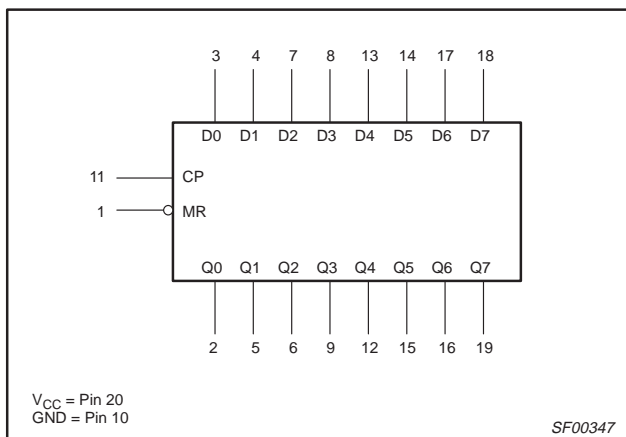 3 4 7 8 13 14 17 18
D0 D1 D2 D3 D4 D5 D6 D7
11 CP
1 MR
Q0 Q1 Q2 Q3 Q4 Q5 Q6 Q7
2 5 6 9 12 15 16 19
VCC = Pin 20
GND = Pin 10
SF00347